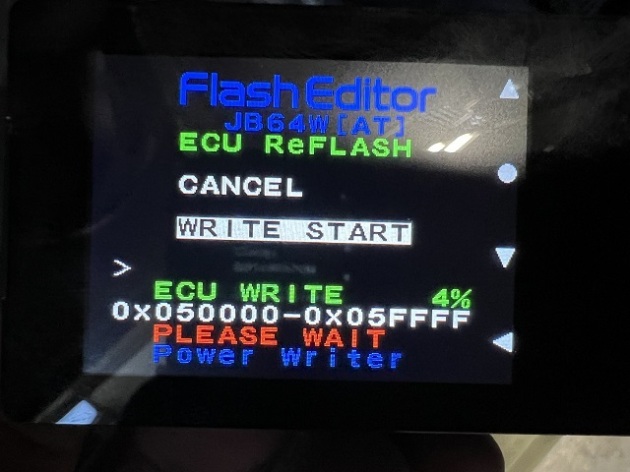 Flash Editor
JB64W[AT]
ECU ReFLASH
CANCEL
WRITE START
>
ECU WRITE 4%
0X050000-0X05FFFF
PLEASE WAIT
Power Writer